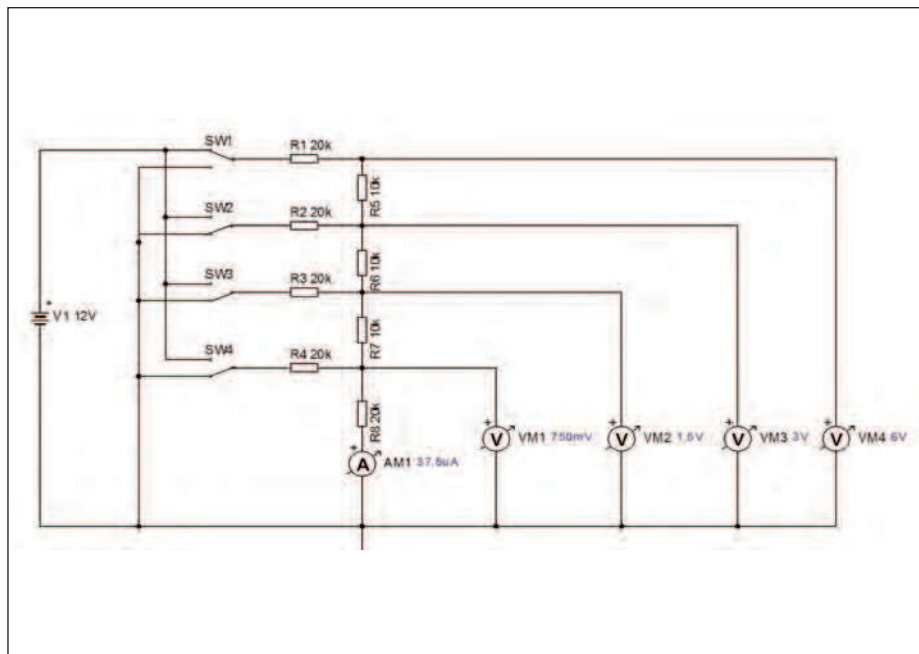 SW1
R1 20k
R5 10k
SW2
R2 20k
R6 10k
SW3
R3 20k
V1 12V
R7 10k
SW4
R4 20k
R8 20k
+
A AM1 37.5uA
+
V VM1 750mV
+
V VM2 1.5V
+
V VM3 3V
+
V VM4 6V
+